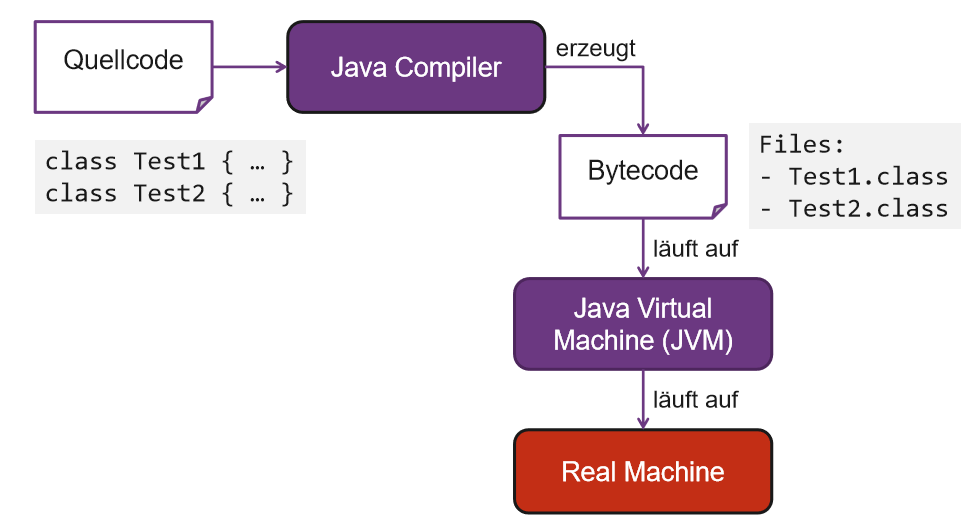 Quellcode
Java Compiler
erzeugt
class Test1 { … }
class Test2 { … }
Bytecode
Files:
- Test1.class
- Test2.class
läuft auf
Java Virtual
Machine (JVM)
läuft auf
Real Machine